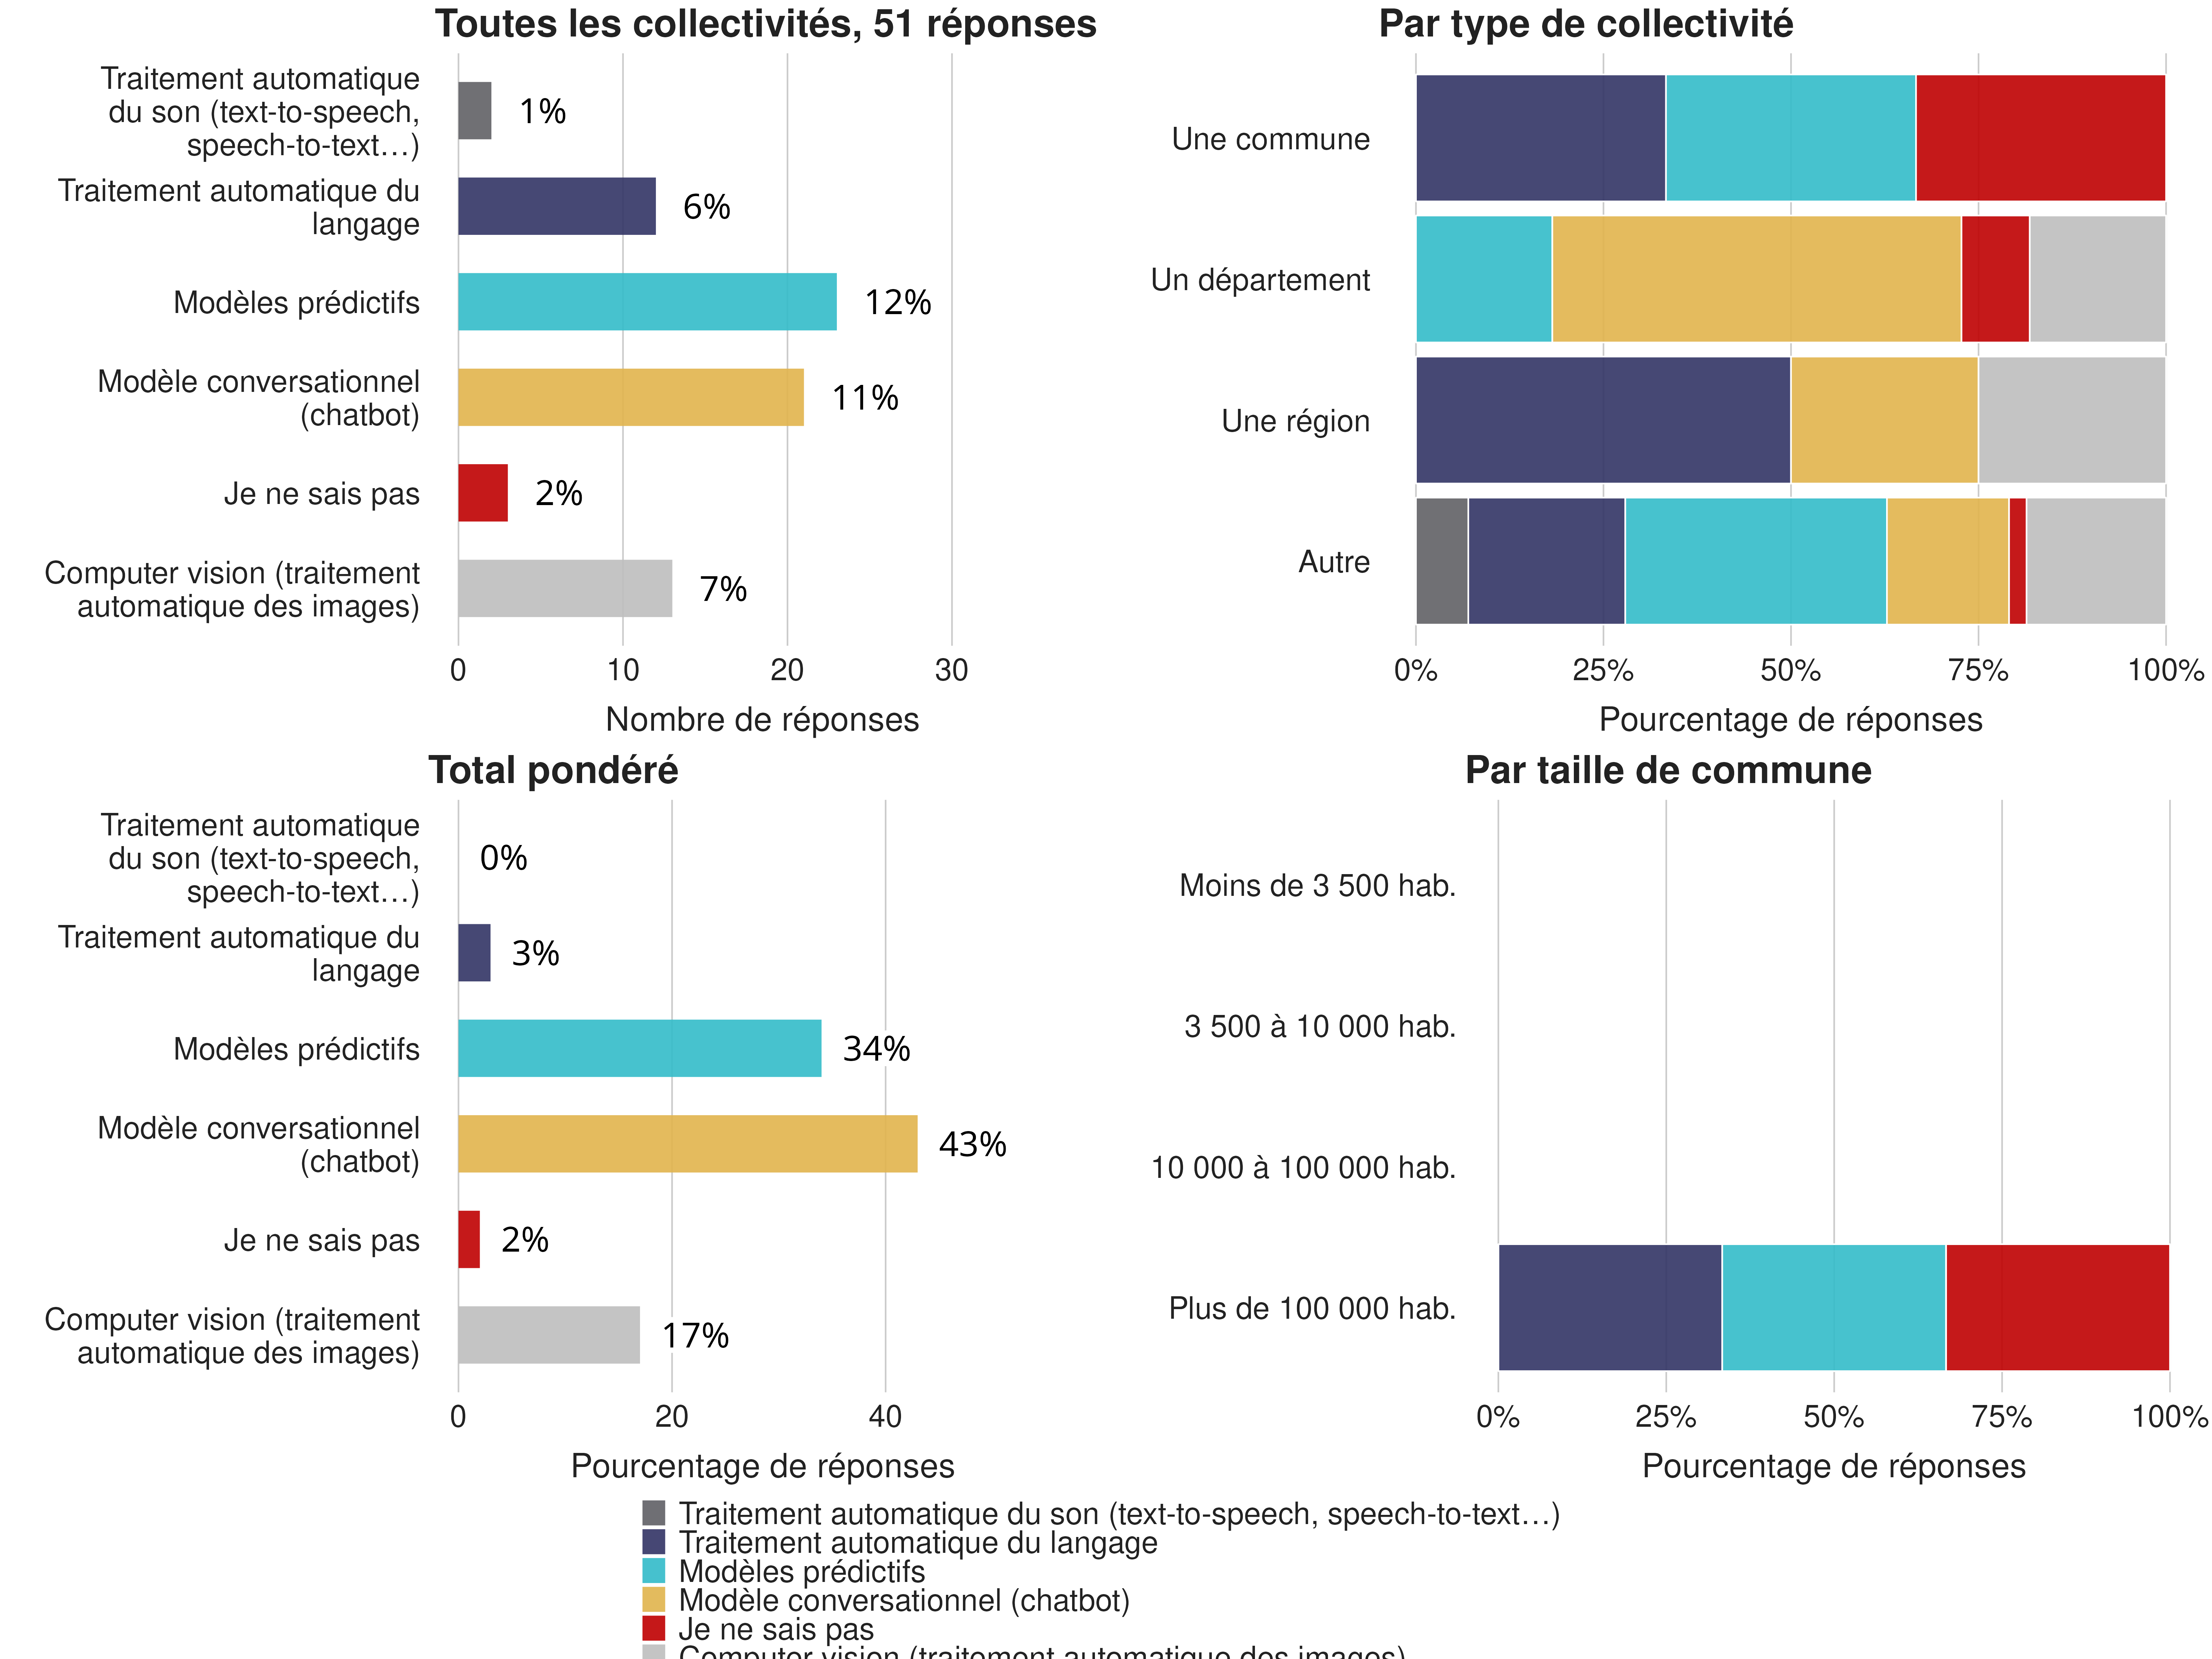 Toutes les collectivités, 51 réponses
Traitement automatique
du son (text-to-speech,
speech-to-text…)
1%
Traitement automatique du
langage
6%
Modèles prédictifs
12%
Modèle conversationnel
(chatbot)
11%
Je ne sais pas
2%
Computer vision (traitement
automatique des images)
7%
0 10 20 30
Nombre de réponses
Par type de collectivité
Une commune
Un département
Une région
Autre
0% 25% 50% 75% 100%
Pourcentage de réponses
Total pondéré
Traitement automatique
du son (text-to-speech,
speech-to-text…)
0%
Traitement automatique du
langage
3%
Modèles prédictifs
34%
Modèle conversationnel
(chatbot)
43%
Je ne sais pas
2%
Computer vision (traitement
automatique des images)
17%
0 20 40
Pourcentage de réponses
Par taille de commune
Moins de 3 500 hab.
3 500 à 10 000 hab.
10 000 à 100 000 hab.
Plus de 100 000 hab.
0% 25% 50% 75% 100%
Pourcentage de réponses
Traitement automatique du son (text-to-speech, speech-to-text…)
Traitement automatique du langage
Modèles prédictifs
Modèle conversationnel (chatbot)
Je ne sais pas
Computer vision (traitement automatique des images)